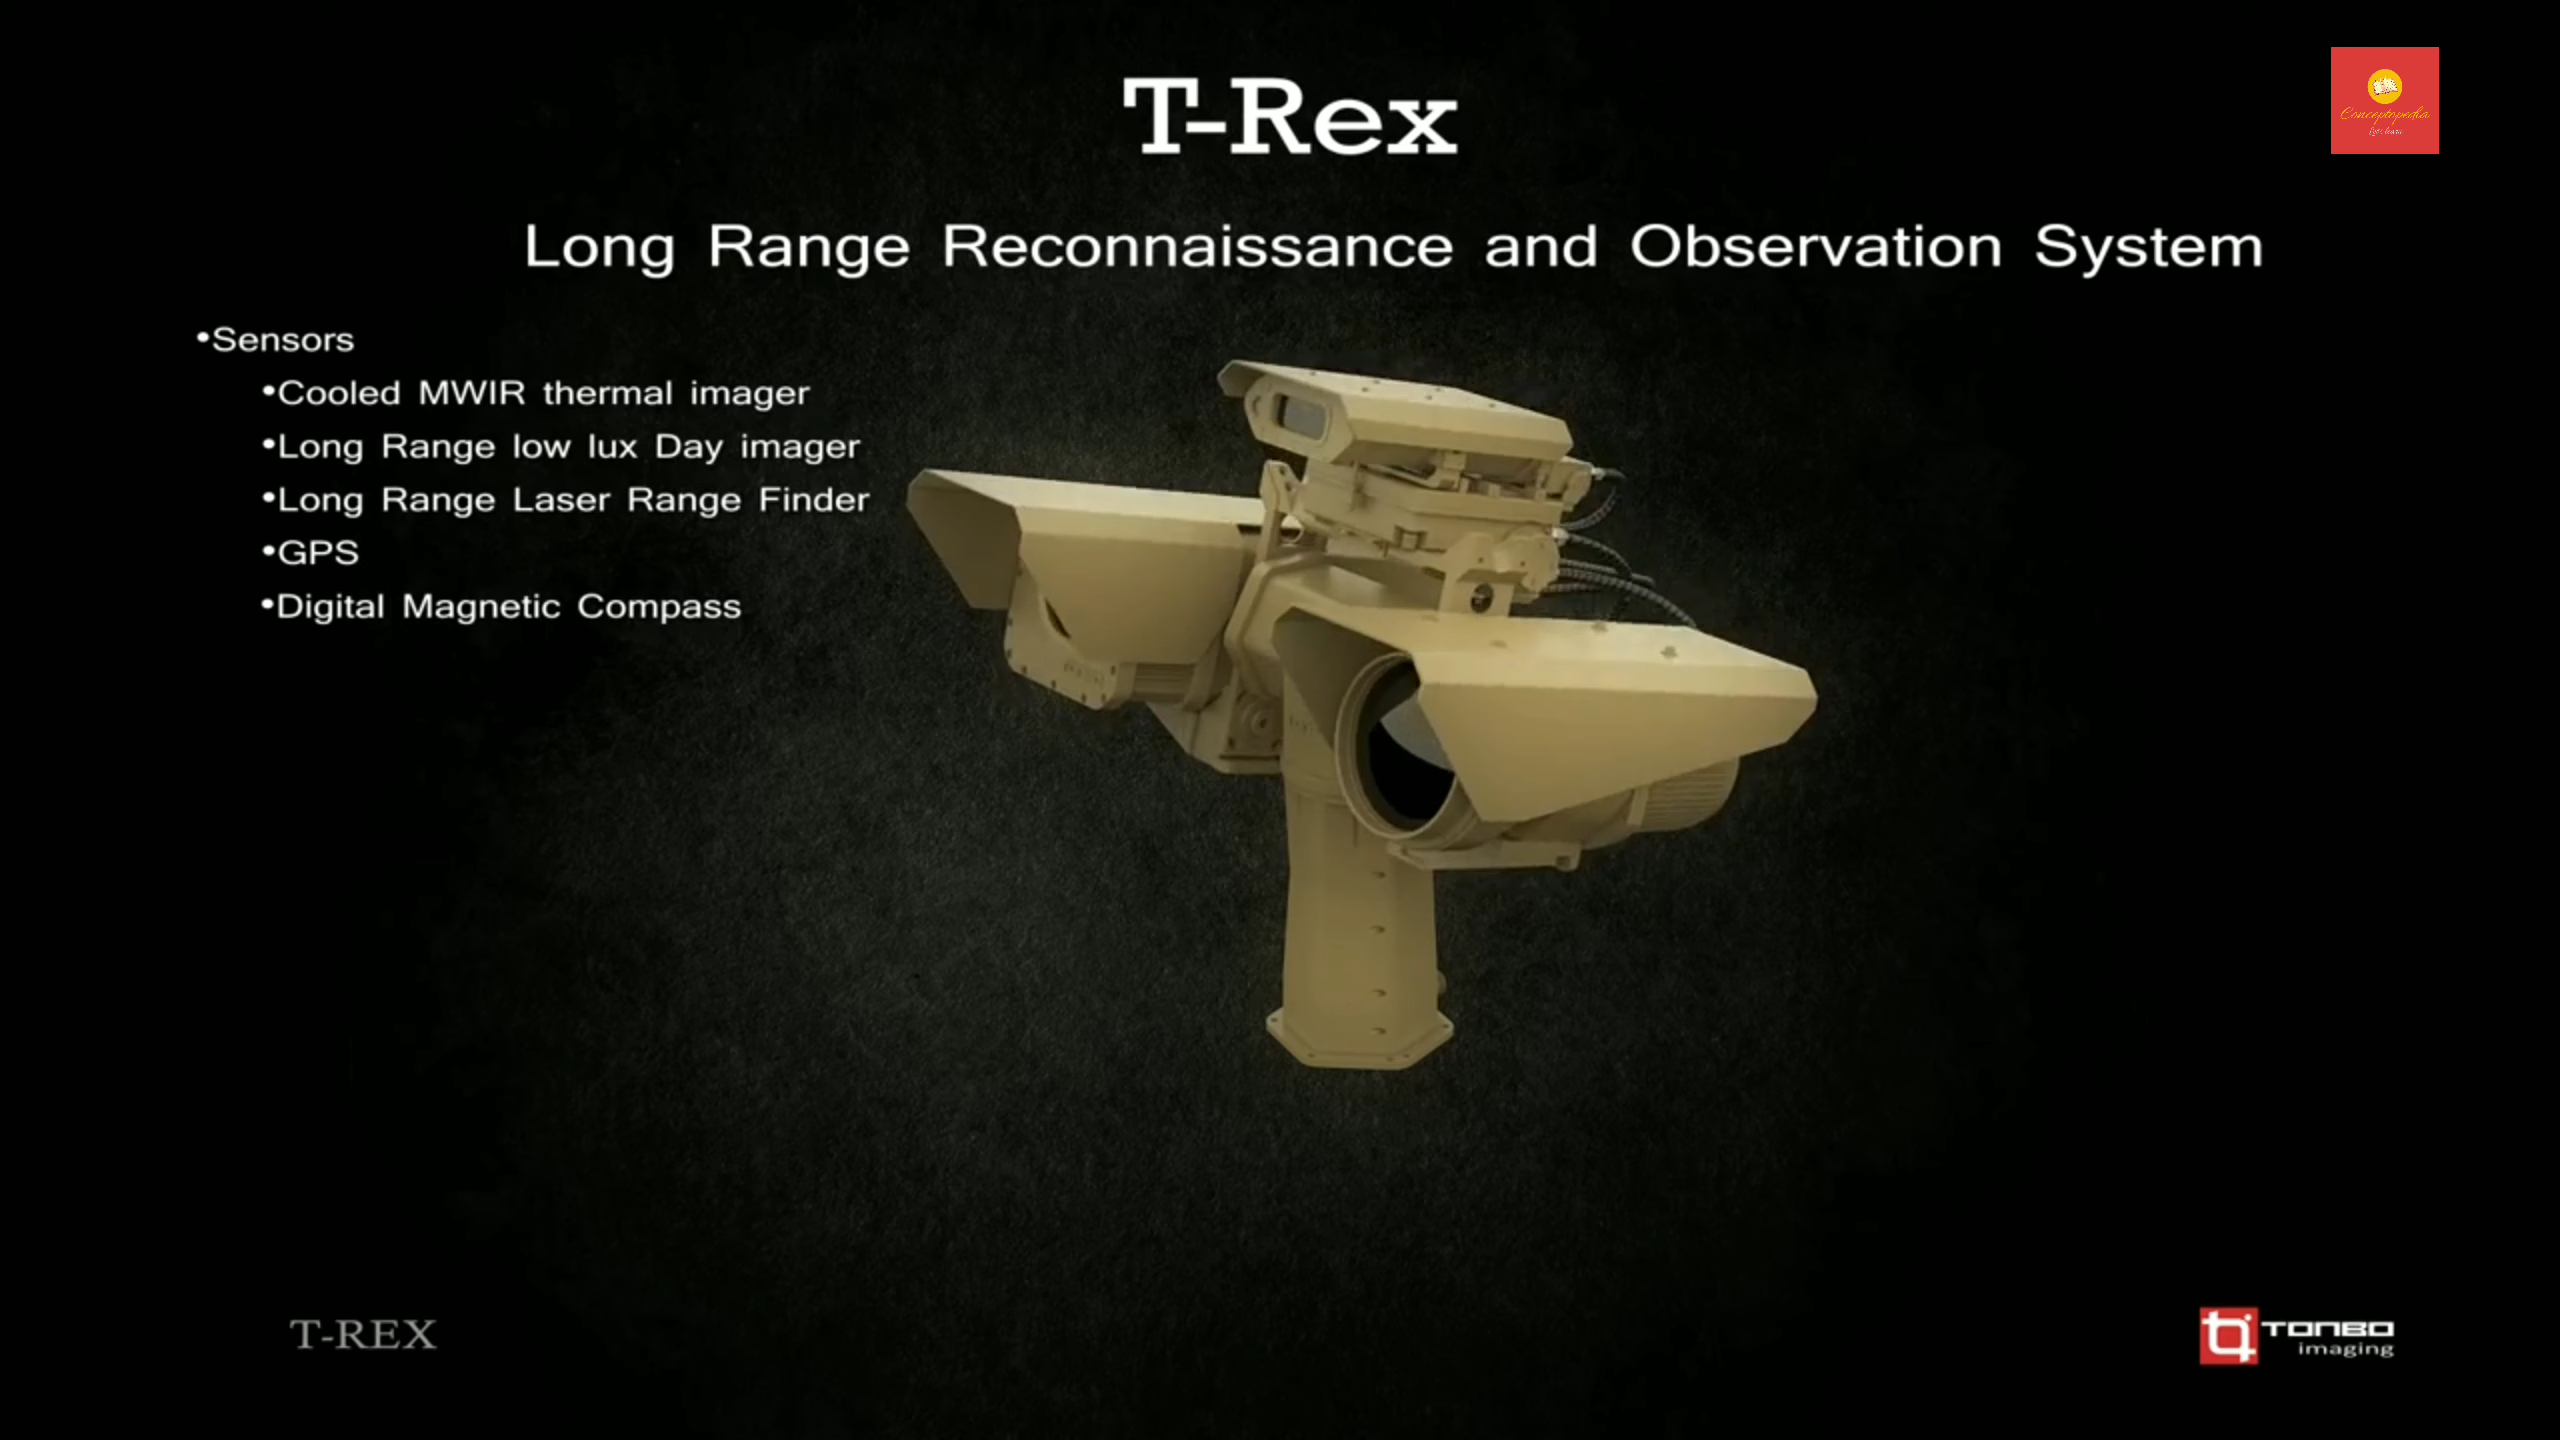 T-Rex
Conceptopedia
Long Range Reconnaissance and Observation System
•Sensors
•Cooled MWIR thermal imager
•Long Range low lux Day imager
•Long Range Laser Range Finder
•GPS
•Digital Magnetic Compass
T-REX
TONBO
imaging